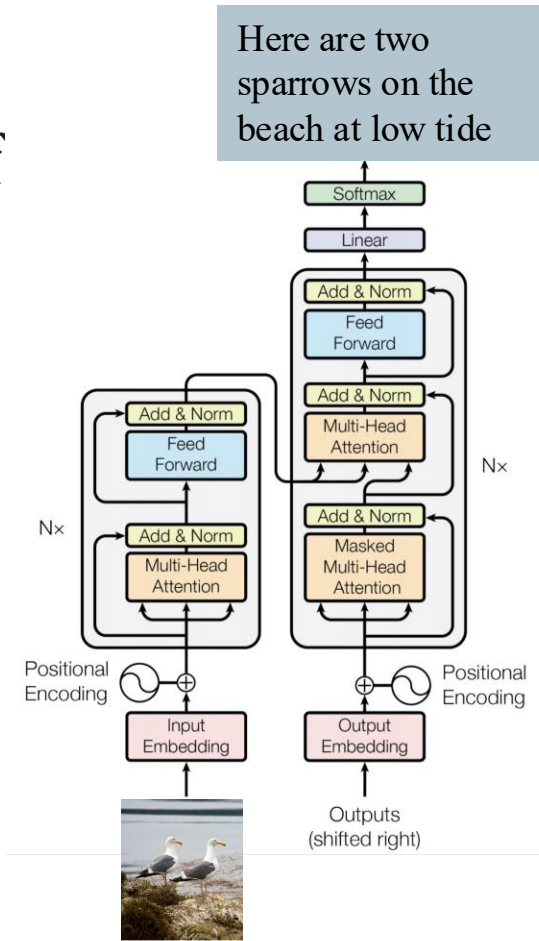 Here are two
sparrows on the
beach at low tide
Softmax
Linear
Add & Norm
Feed
Forward
Add & Norm
Multi-Head
Attention
Add & Norm
Masked
Multi-Head
Attention
N×
Positional
Encoding
Output
Embedding
Outputs
(shifted right)
Add & Norm
Feed
Forward
Add & Norm
Multi-Head
Attention
N×
Positional
Encoding
Input
Embedding